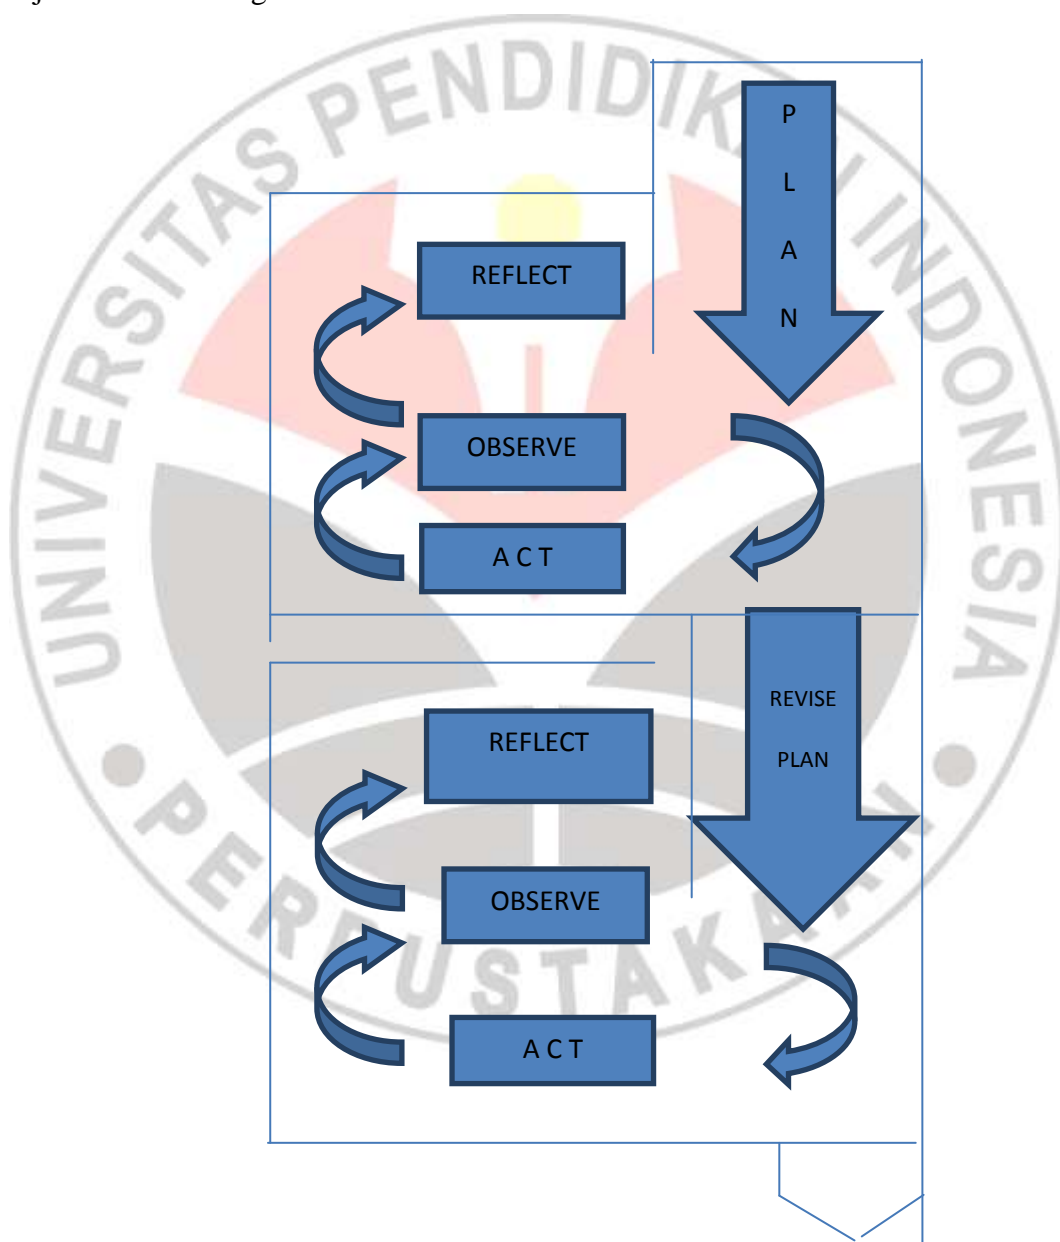 UNIVERSITAS PENDIDIKAN INDONESIA
PERPUSTAKAAN
P
L
A
N
REFLECT
OBSERVE
A C T
REVISE
PLAN
REFLECT
OBSERVE
A C T